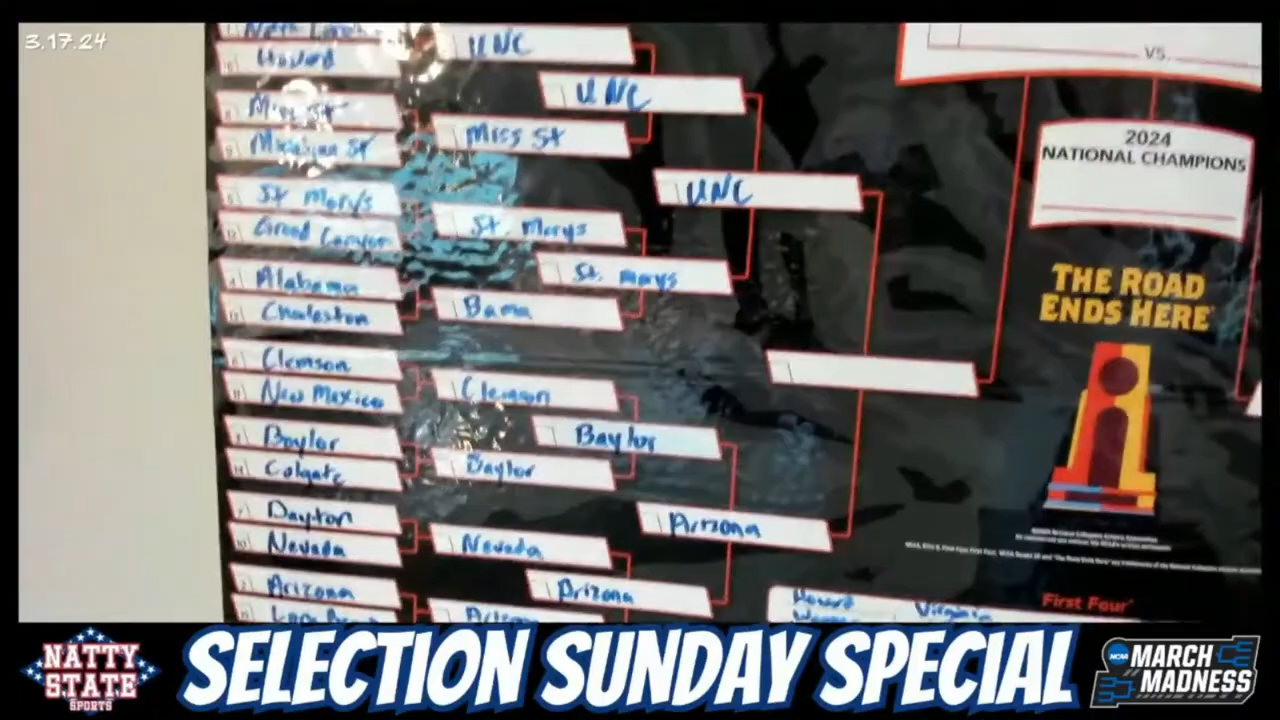 3.17.24
Howard
UNC
VS.
UNC
Miss St
Michigan St
Miss St
2024
NATIONAL CHAMPIONS
UNC
St Marys
Grand Canyon
St. Marys
St. Marys
Alabama
Charleston
Bama
THE ROAD
ENDS HERE
Clemson
New Mexico
Clemson
Baylor
Colgate
Baylor
Baylor
Dayton
Nevada
Nevada
Arizona
Arizona
Arizona
Arizona
Howard
Virginia
First Four
NATTY
STATE
SPORTS
SELECTION SUNDAY SPECIAL
NCAA
MARCH
MADNESS